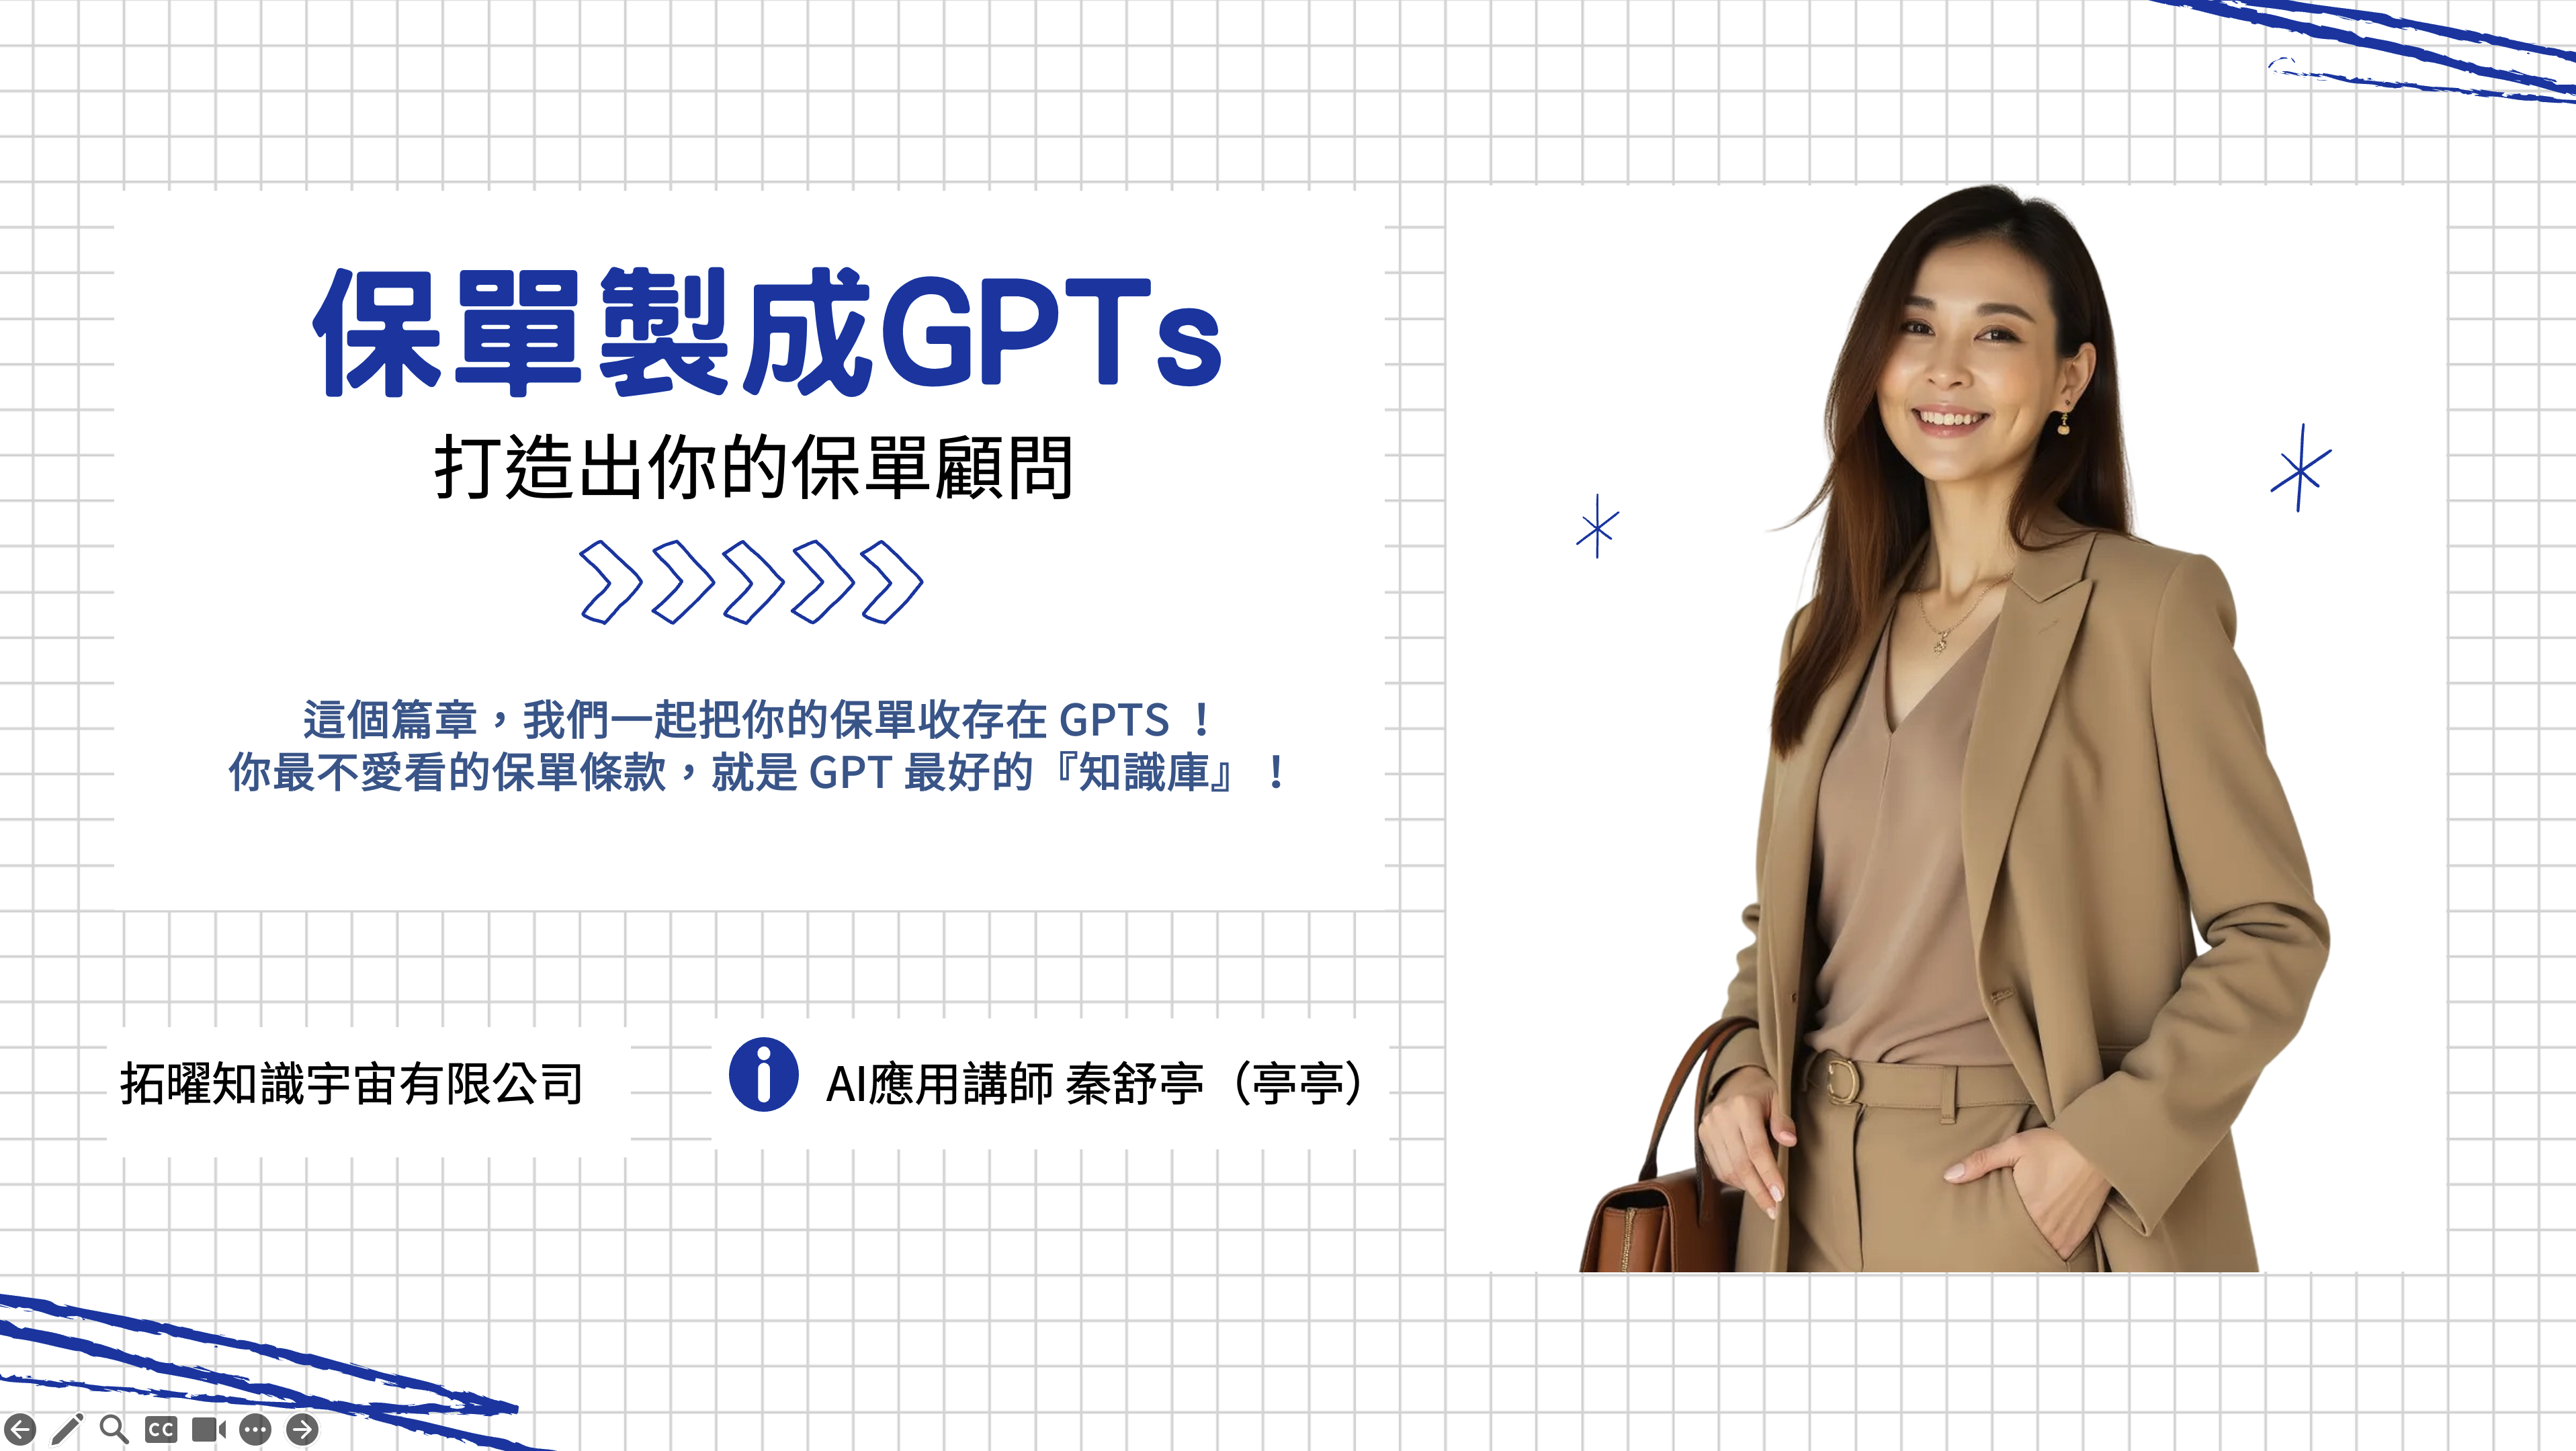 保單製成GPTs
打造出你的保單顧問
這個篇章，我們一起把你的保單收存在 GPTS ！
你最不愛看的保單條款，就是 GPT 最好的『知識庫』！
拓曜知識宇宙有限公司
AI應用講師 秦舒亭（亭亭）
CC